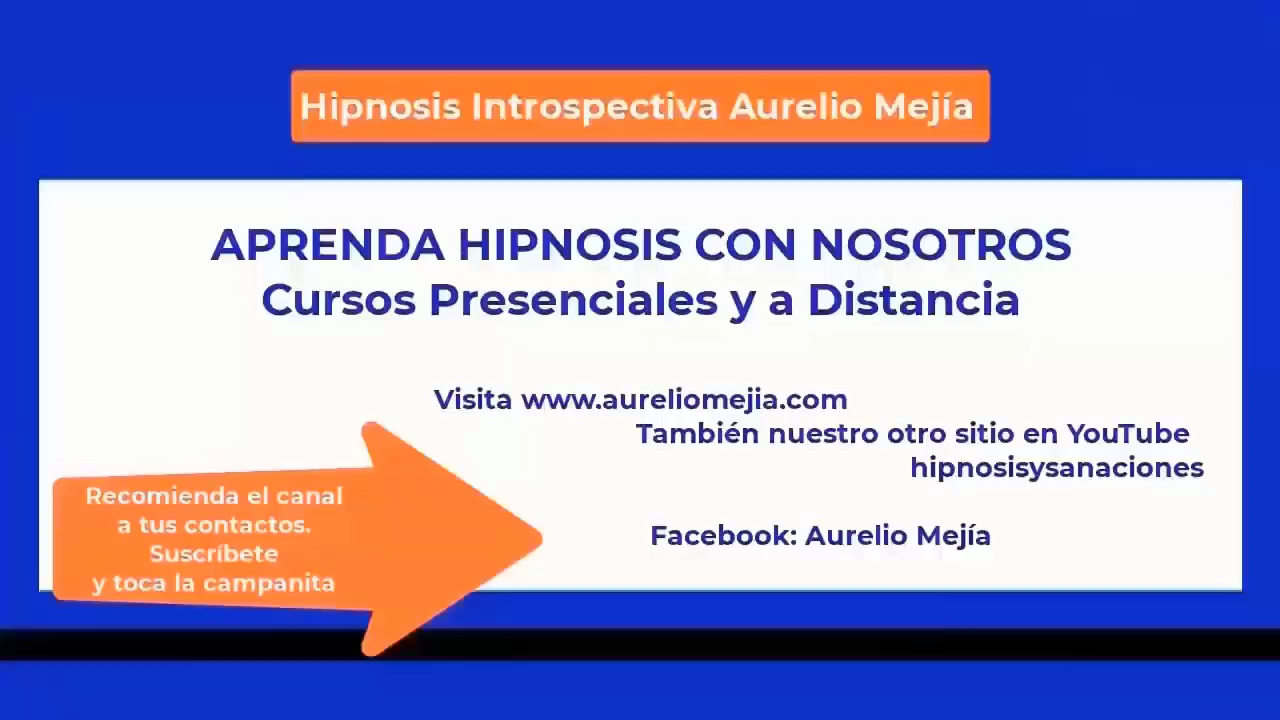 Hipnosis Introspectiva Aurelio Mejía
APRENDA HIPNOSIS CON NOSOTROS
Cursos Presenciales y a Distancia
Visita www.aureliomejia.com
También nuestro otro sitio en YouTube
hipnosisysanaciones
Facebook: Aurelio Mejía
Recomienda el canal
a tus contactos.
Suscríbete
y toca la campanita